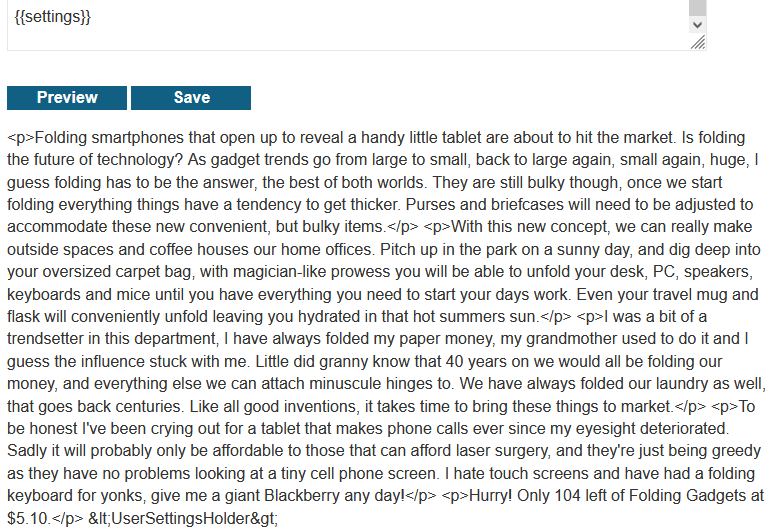 {{settings}}
Preview Save
<p>Folding smartphones that open up to reveal a handy little tablet are about to hit the market. Is folding
the future of technology? As gadget trends go from large to small, back to large again, small again, huge, I
guess folding has to be the answer, the best of both worlds. They are still bulky though, once we start
folding everything things have a tendency to get thicker. Purses and briefcases will need to be adjusted to
accommodate these new convenient, but bulky items.</p> <p>With this new concept, we can really make
outside spaces and coffee houses our home offices. Pitch up in the park on a sunny day, and dig deep into
your oversized carpet bag, with magician-like prowess you will be able to unfold your desk, PC, speakers,
keyboards and mice until you have everything you need to start your days work. Even your travel mug and
flask will conveniently unfold leaving you hydrated in that hot summers sun.</p> <p>I was a bit of a
trendsetter in this department, I have always folded my paper money, my grandmother used to do it and I
guess the influence stuck with me. Little did granny know that 40 years on we would all be folding our
money, and everything else we can attach minuscule hinges to. We have always folded our laundry as well,
that goes back centuries. Like all good inventions, it takes time to bring these things to market.</p> <p>To
be honest I've been crying out for a tablet that makes phone calls ever since my eyesight deteriorated.
Sadly it will probably only be affordable to those that can afford laser surgery, and they're just being greedy
as they have no problems looking at a tiny cell phone screen. I hate touch screens and have had a folding
keyboard for yonks, give me a giant Blackberry any day!</p> <p>Hurry! Only 104 left of Folding Gadgets at
$5.10.</p> &lt;UserSettingsHolder&gt;